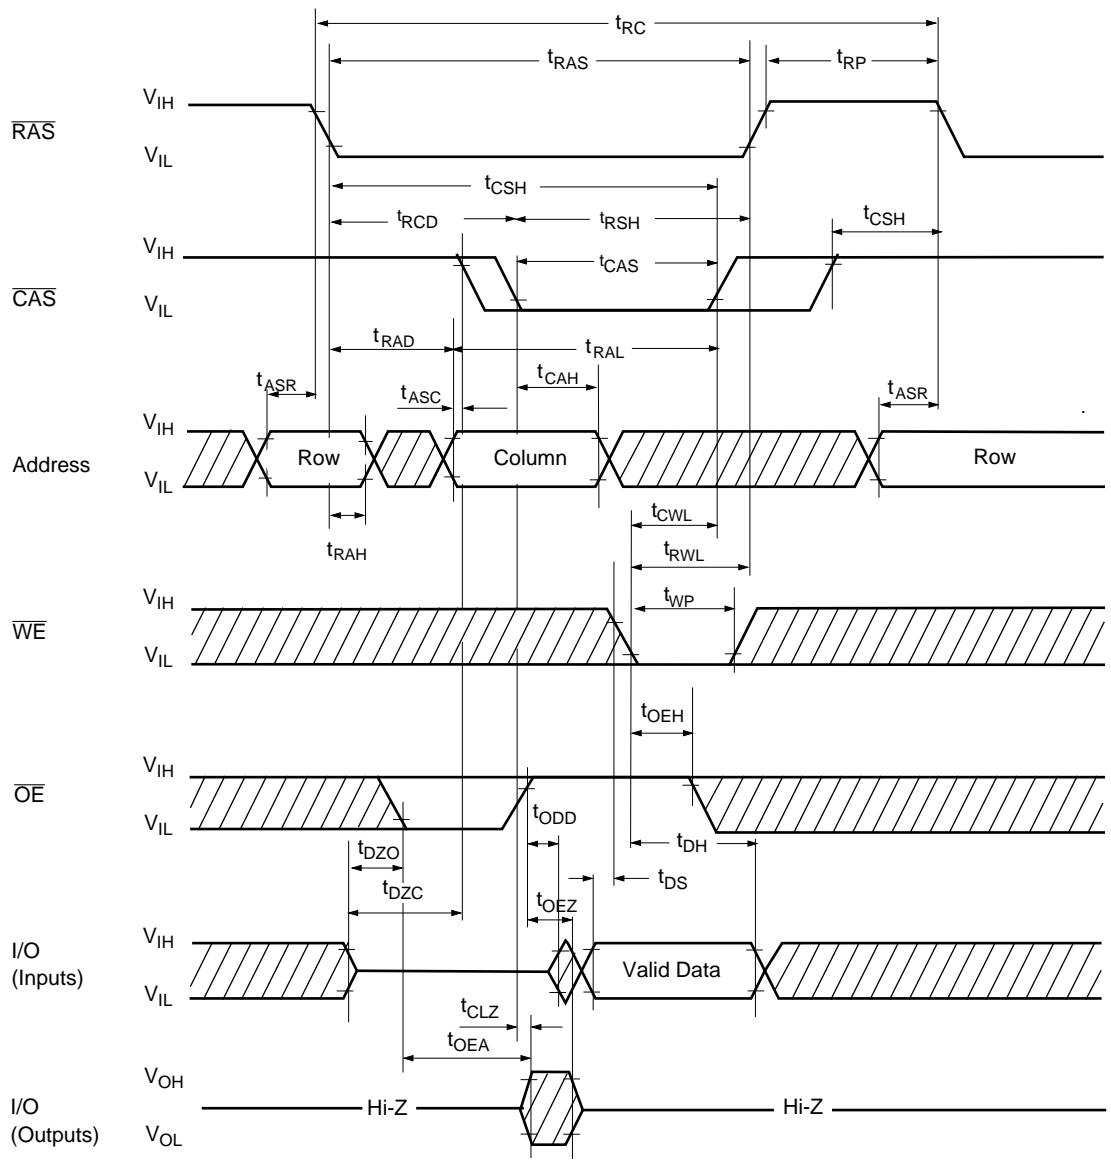 tRC
tRAS
tRP
VIH
RAS
VIL
tCSH
tRCD
tRSH
tCSH
VIH
tCAS
CAS
VIL
tRAD
tRAL
tASR
tASC
tCAH
tASR
VIH
Address
Row
Column
Row
VIL
tCWL
tRAH
tRWL
VIH
tWP
WE
VIL
tOEH
VIH
OE
VIL
tODD
tDH
tDZO
tDS
tDZC
tOEZ
I/O
(Inputs)
VIH
Valid Data
VIL
tCLZ
tOEA
VOH
I/O
(Outputs)
Hi-Z
Hi-Z
VOL